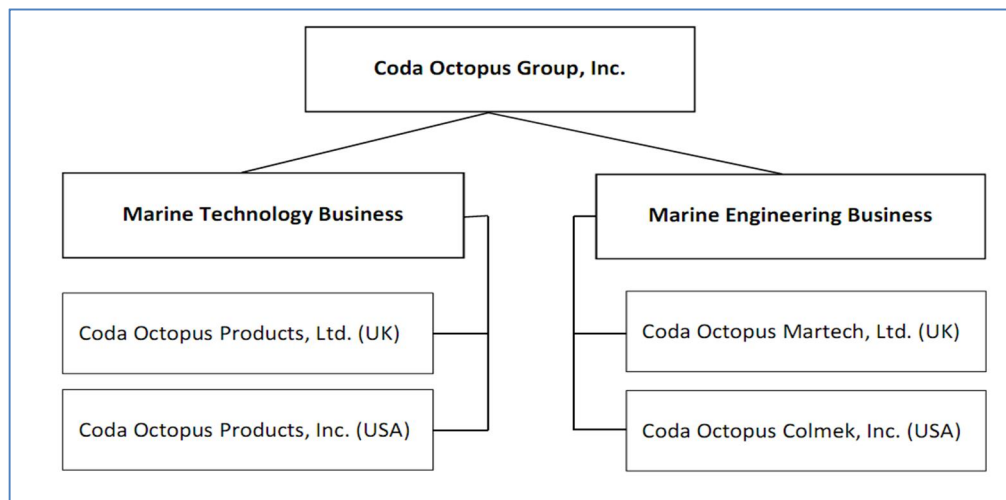 Coda Octopus Group, Inc.
Marine Technology Business
Marine Engineering Business
Coda Octopus Products, Ltd. (UK)
Coda Octopus Martech, Ltd. (UK)
Coda Octopus Products, Inc. (USA)
Coda Octopus Colmek, Inc. (USA)